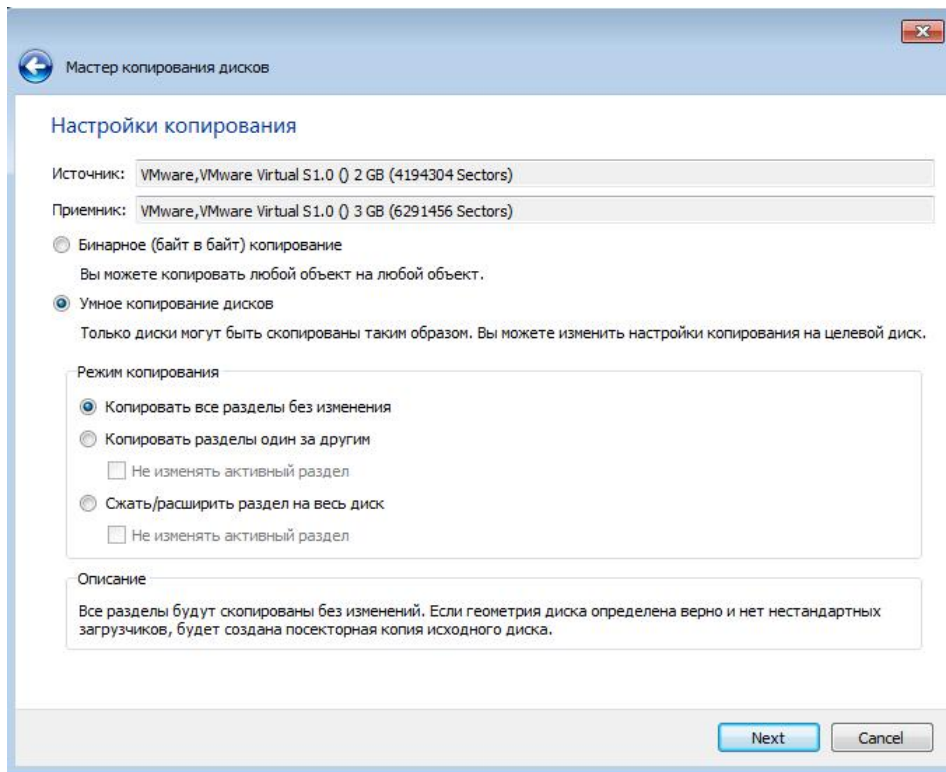 Мастер копирования дисков
Настройки копирования
Источник: VMware,VMware Virtual S1.0 () 2 GB (4194304 Sectors)
Приемник: VMware,VMware Virtual S1.0 () 3 GB (6291456 Sectors)
Бинарное (байт в байт) копирование
Вы можете копировать любой объект на любой объект.
Умное копирование дисков
Только диски могут быть скопированы таким образом. Вы можете изменить настройки копирования на целевой диск.
Режим копирования
Копировать все разделы без изменения
Копировать разделы один за другим
Не изменять активный раздел
Сжать/расширить раздел на весь диск
Не изменять активный раздел
Описание
Все разделы будут скопированы без изменений. Если геометрия диска определена верно и нет нестандартных
загрузчиков, будет создана посекторная копия исходного диска.
Next Cancel